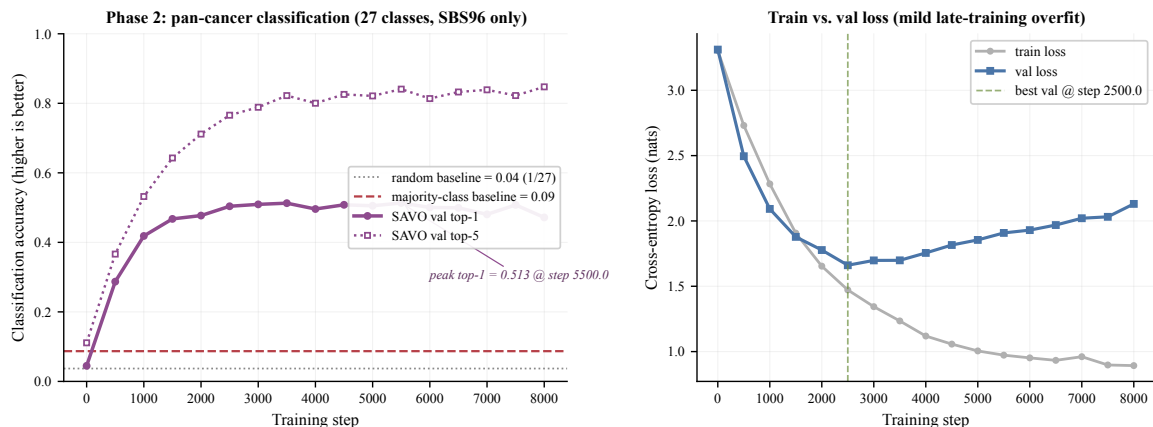 Phase 2: pan-cancer classification (27 classes, SBS96 only)
Classification accuracy (higher is better)
1.0
0.8
0.6
0.4
0.2
0.0
random baseline = 0.04 (1/27)
majority-class baseline = 0.09
SAVO val top-1
SAVO val top-5
peak top-1 = 0.513 @ step 5500.0
0 1000 2000 3000 4000 5000 6000 7000 8000
Training step
Train vs. val loss (mild late-training overfit)
Cross-entropy loss (nats)
3.0
2.5
2.0
1.5
1.0
train loss
val loss
best val @ step 2500.0
0 1000 2000 3000 4000 5000 6000 7000 8000
Training step